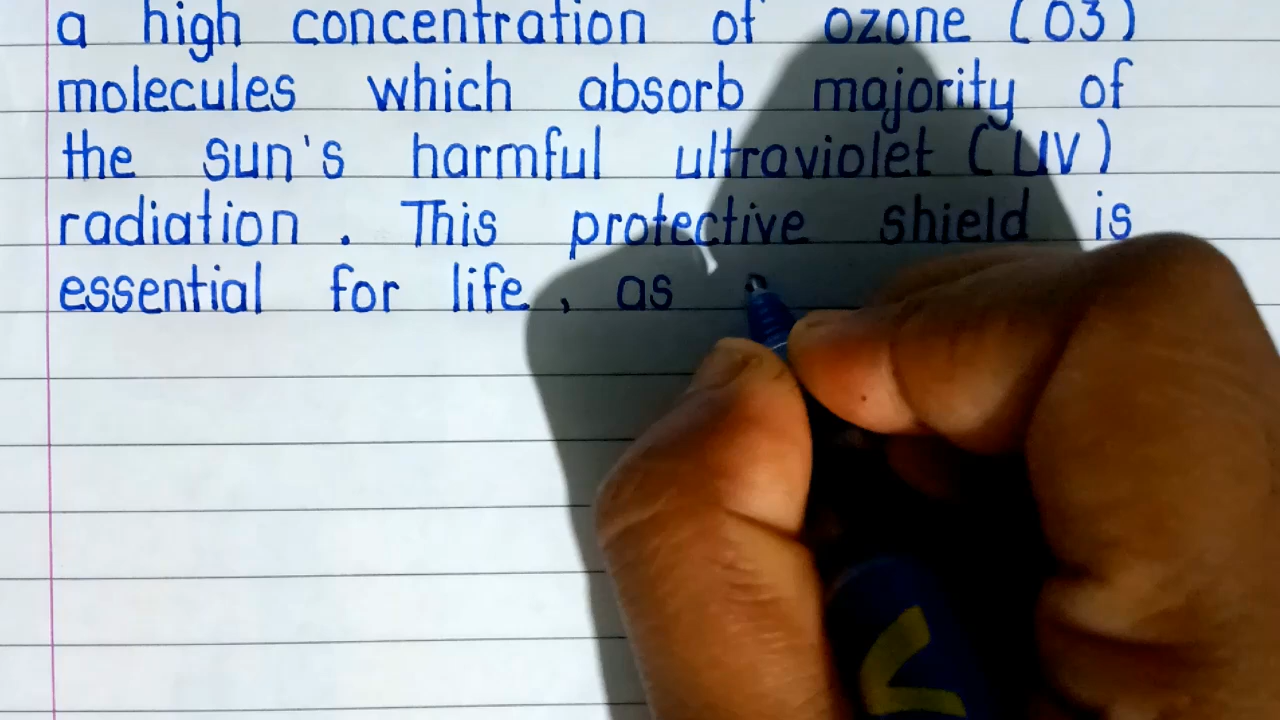 a high concentration of ozone (O3)
molecules which absorb majority of
the sun's harmful ultraviolet (UV)
radiation. This protective shield is
essential for life, as